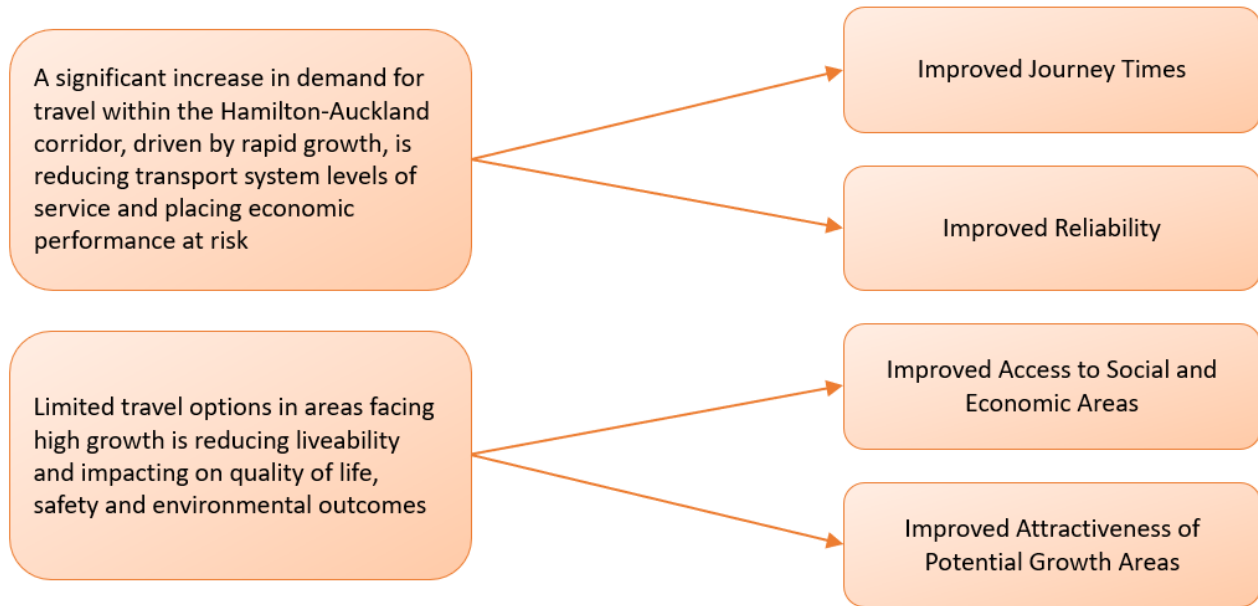 A significant increase in demand for
travel within the Hamilton-Auckland
corridor, driven by rapid growth, is
reducing transport system levels of
service and placing economic
performance at risk
Improved Journey Times
Improved Reliability
Limited travel options in areas facing
high growth is reducing liveability
and impacting on quality of life,
safety and environmental outcomes
Improved Access to Social and
Economic Areas
Improved Attractiveness of
Potential Growth Areas